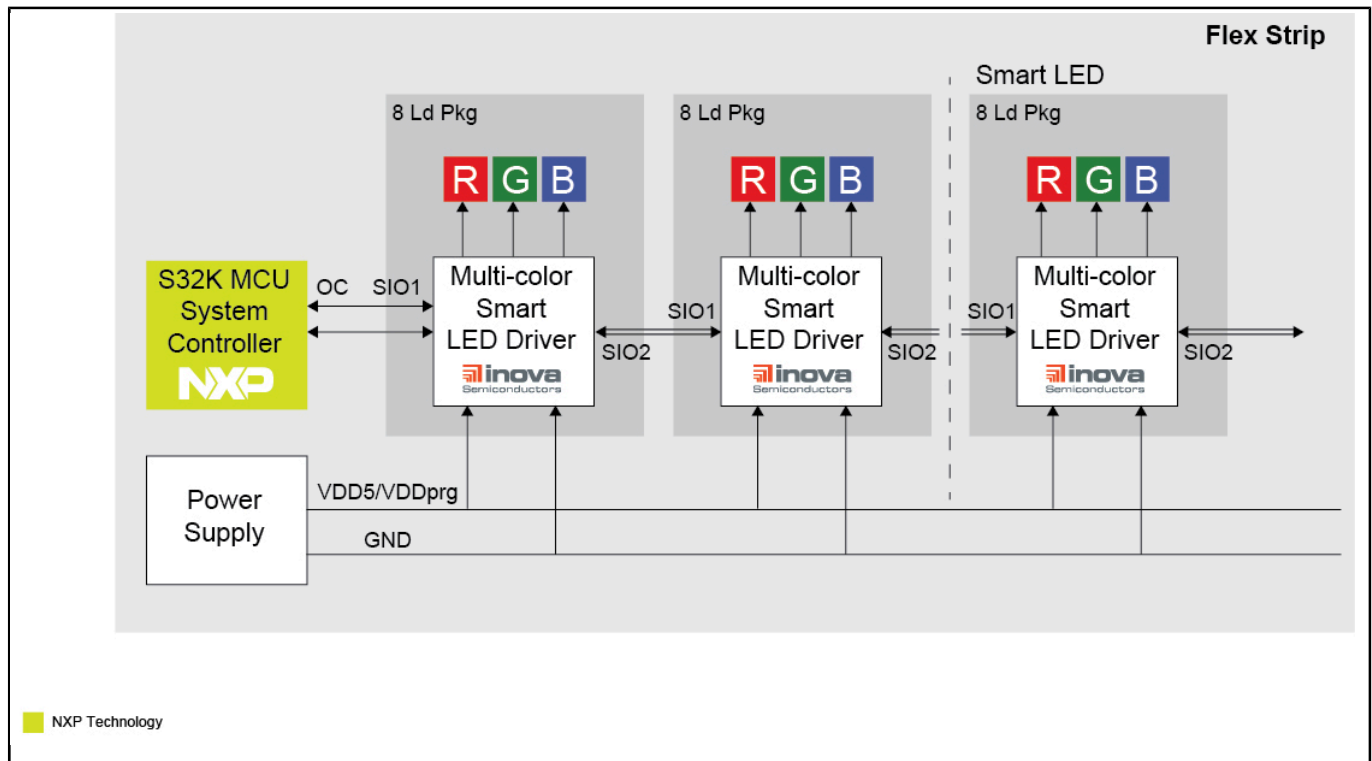 Flex Strip
Smart LED
8 Ld Pkg
8 Ld Pkg
8 Ld Pkg
R G B
R G B
R G B
S32K MCU
System
Controller
NXP
OC
SIO1
Multi-color
Smart
LED Driver
inova
Semiconductors
SIO2
SIO1
Multi-color
Smart
LED Driver
inova
Semiconductors
SIO2
SIO1
Multi-color
Smart
LED Driver
inova
Semiconductors
SIO2
Power
Supply
VDD5/VDDprg
GND
NXP Technology